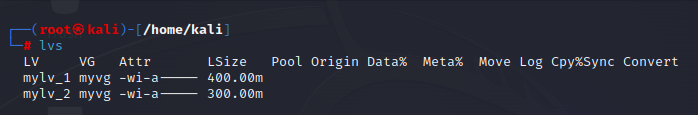 ┌──(root㉿kali)-[/home/kali]
└─# lvs
  LV     VG   Attr       LSize   Pool Origin Data%  Meta%  Move Log Cpy%Sync Convert
  mylv_1 myvg -wi-a----- 400.00m
  mylv_2 myvg -wi-a----- 300.00m